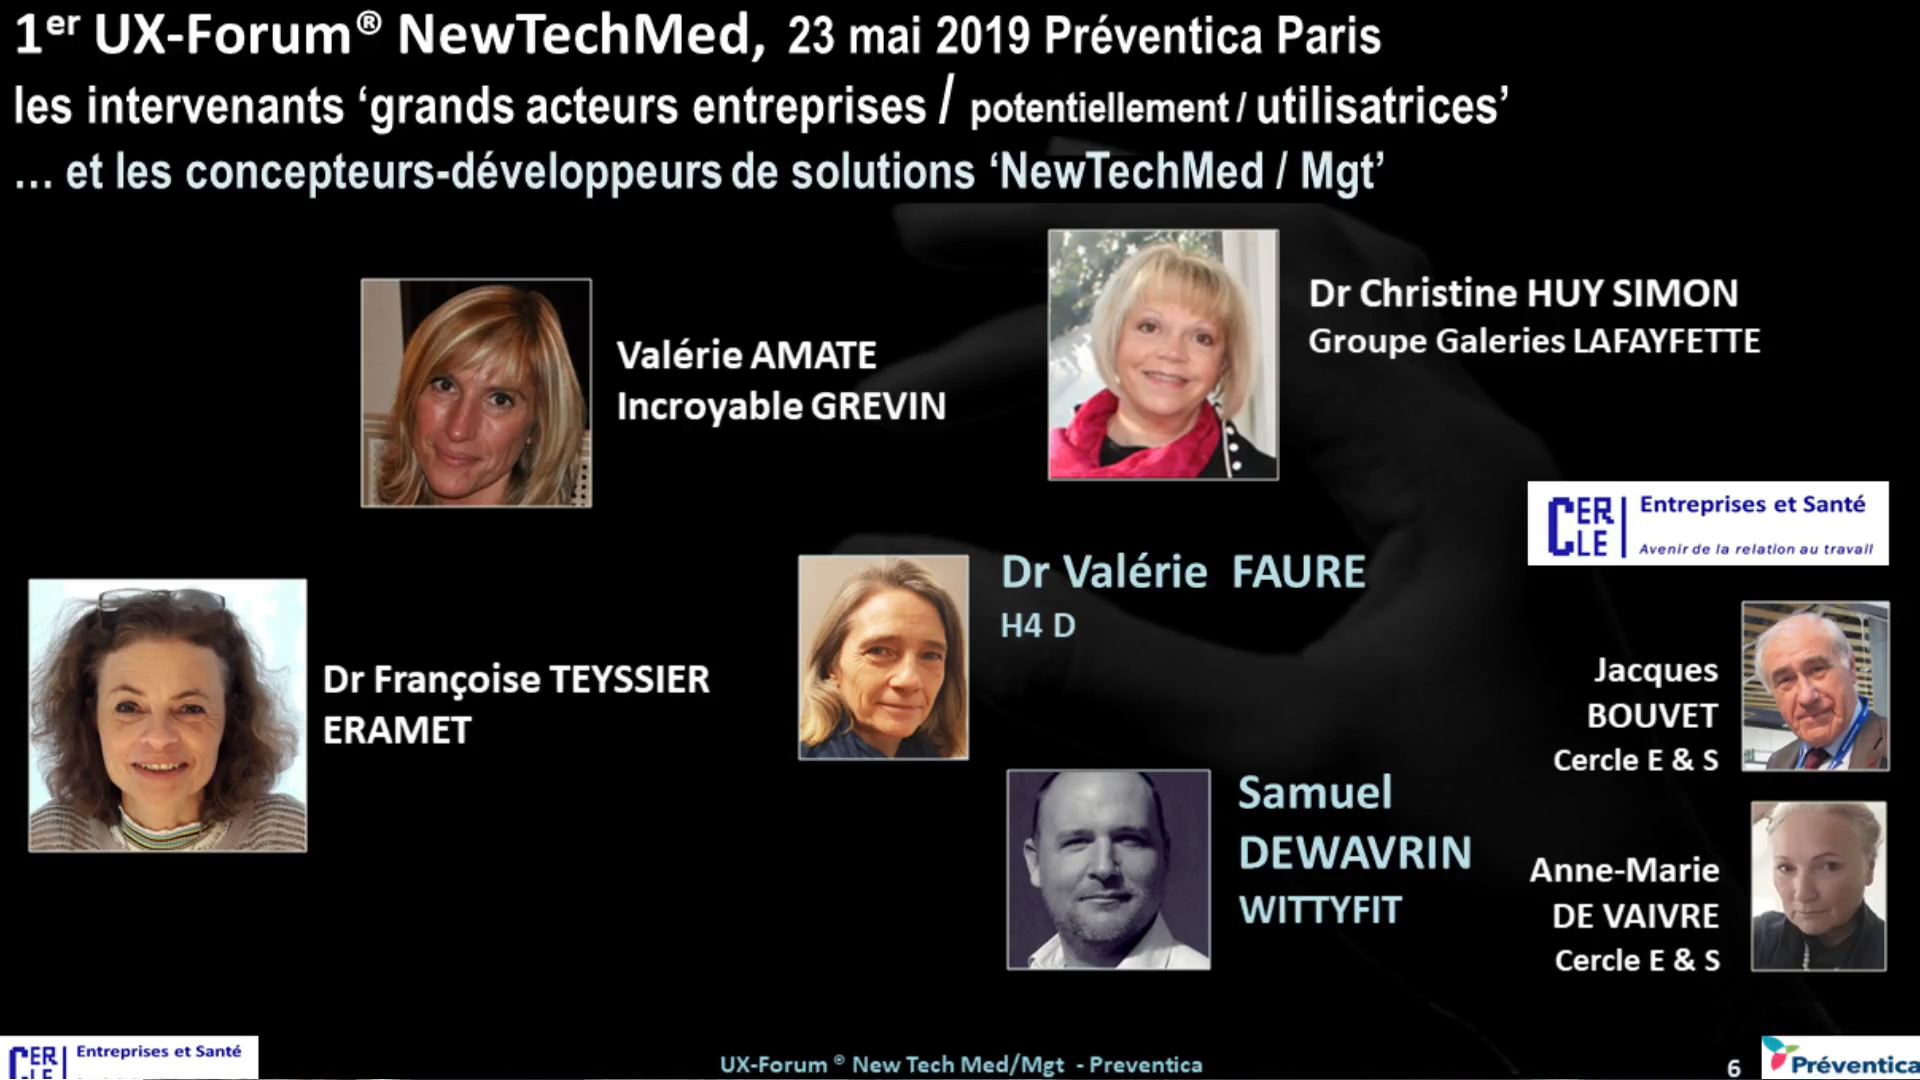 1er UX-Forum® NewTechMed, 23 mai 2019 Préventica Paris
les intervenants ‘grands acteurs entreprises / potentiellement / utilisatrices’
... et les concepteurs-développeurs de solutions ‘NewTechMed / Mgt’
Valérie AMATE
Incroyable GREVIN
Dr Christine HUY SIMON
Groupe Galeries LAFAYFETTE
CERCLE
Entreprises et Santé
Avenir de la relation au travail
Dr Françoise TEYSSIER
ERAMET
Dr Valérie FAURE
H4 D
Jacques
BOUVET
Cercle E & S
Samuel
DEWAVRIN
WITTYFIT
Anne-Marie
DE VAIVRE
Cercle E & S
CERCLE
Entreprises et Santé
UX-Forum ® New Tech Med/Mgt - Preventica
6
Préventica